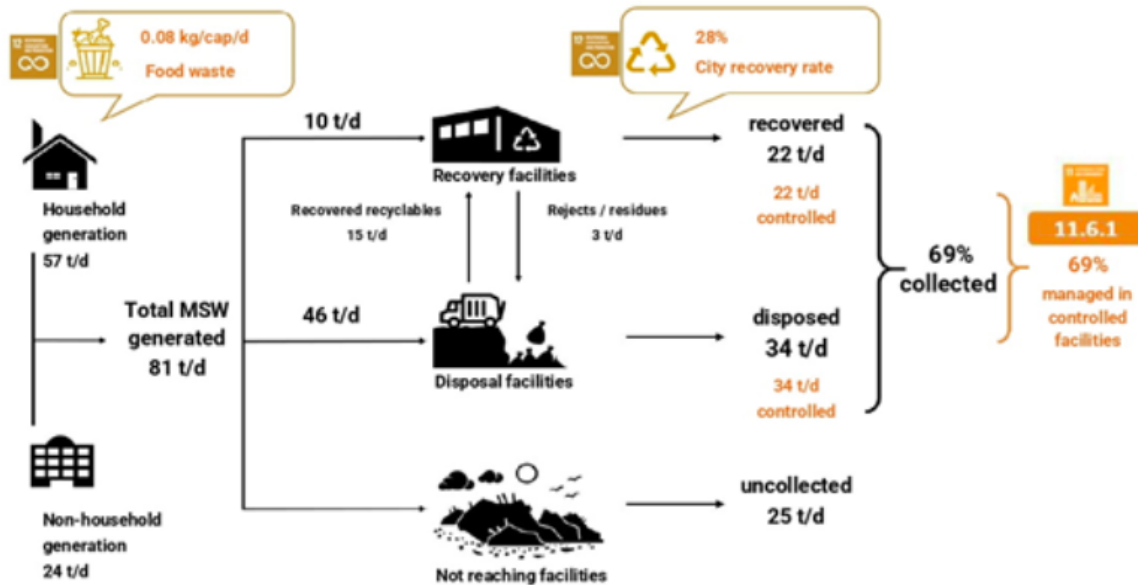 0.08 kg/cap/d
Food waste
28%
City recovery rate
12
12
Household
generation
57 t/d
Total MSW
generated
81 t/d
Non-household
generation
24 t/d
10 t/d
Recovery facilities
Recovered recyclables
15 t/d
Rejects / residues
3 t/d
46 t/d
Disposal facilities
Not reaching facilities
recovered
22 t/d
22 t/d
controlled
disposed
34 t/d
34 t/d
controlled
uncollected
25 t/d
69%
collected
11.6.1
69%
managed in
controlled
facilities